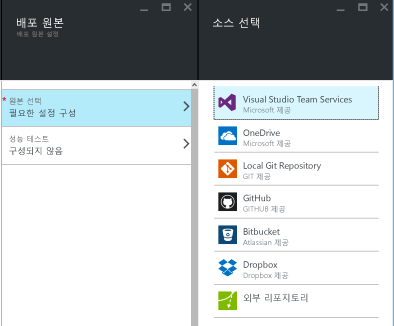 배포 원본
배포 원본 설정
* 원본 선택
필요한 설정 구성
성능 테스트
구성되지 않음
소스 선택
Visual Studio Team Services
Microsoft 제공
OneDrive
Microsoft 제공
Local Git Repository
GIT 제공
GitHub
GITHUB 제공
Bitbucket
Atlassian 제공
Dropbox
Dropbox 제공
외부 리포지토리